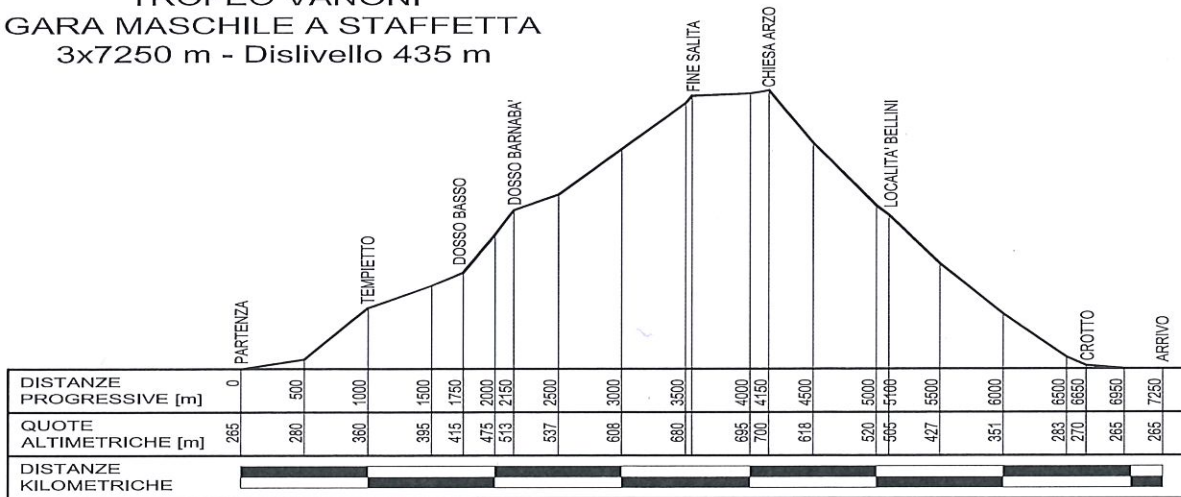 TROFEO VANONI
GARA MASCHILE A STAFFETTA
3x7250 m - Dislivello 435 m
PARTENZA
TEMPIETTO
DOSSO BASSO
DOSSO BARNABA'
FINE SALITA
CHIESA ARZO
LOCALITA' BELLINI
CROTTO
ARRIVO
DISTANZE
PROGRESSIVE [m]
0 500 1000 1500 1750 2000 2150 2500 3000 3500 4000 4150 4500 5000 5100 5500 6000 6500 6650 6950 7250
QUOTE
ALTIMETRICHE [m]
265 280 360 395 415 475 513 537 608 680 695 700 618 520 505 427 351 283 270 265 265
DISTANZE
KILOMETRICHE